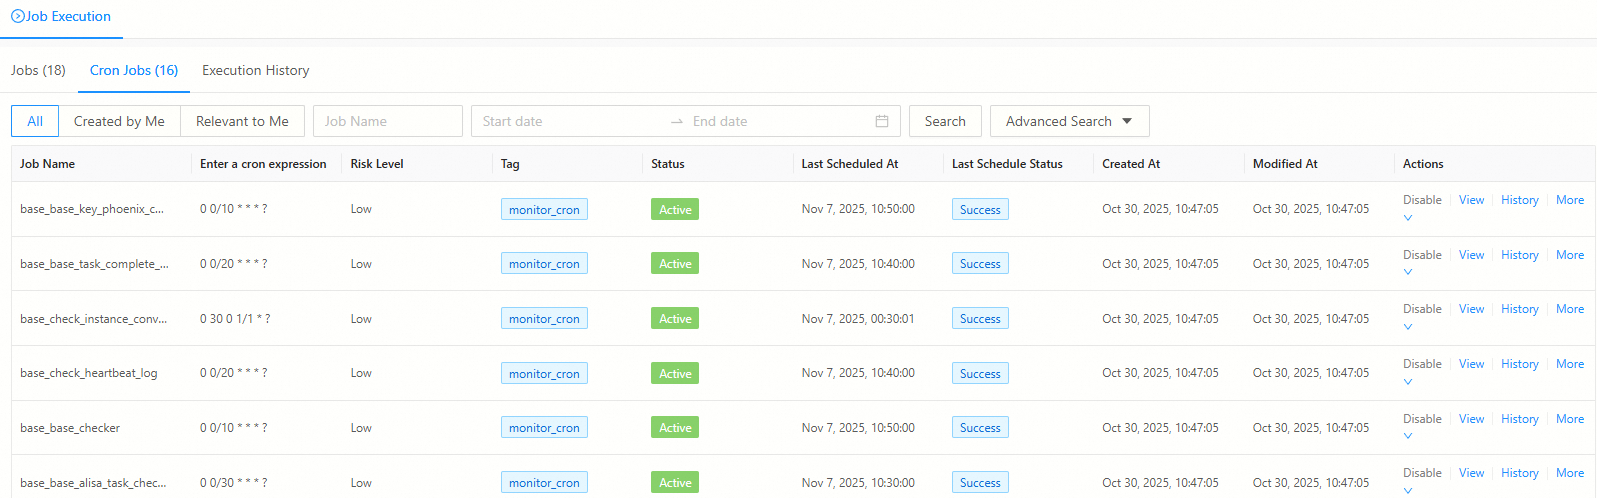 Job Execution
Jobs (18) Cron Jobs (16) Execution History
All Created by Me Relevant to Me Job Name Start date End date Search Advanced Search
Job Name Enter a cron expression Risk Level Tag Status Last Scheduled At Last Schedule Status Created At Modified At Actions
base_base_key_phoenix_c... 0 0/10 * * * ? Low monitor_cron Active Nov 7, 2025, 10:50:00 Success Oct 30, 2025, 10:47:05 Oct 30, 2025, 10:47:05 Disable View History More
base_base_task_complete_... 0 0/20 * * * ? Low monitor_cron Active Nov 7, 2025, 10:40:00 Success Oct 30, 2025, 10:47:05 Oct 30, 2025, 10:47:05 Disable View History More
base_check_instance_conv... 0 30 0 1/1 * ? Low monitor_cron Active Nov 7, 2025, 00:30:01 Success Oct 30, 2025, 10:47:05 Oct 30, 2025, 10:47:05 Disable View History More
base_check_heartbeat_log 0 0/20 * * * ? Low monitor_cron Active Nov 7, 2025, 10:40:00 Success Oct 30, 2025, 10:47:05 Oct 30, 2025, 10:47:05 Disable View History More
base_base_checker 0 0/10 * * * ? Low monitor_cron Active Nov 7, 2025, 10:50:00 Success Oct 30, 2025, 10:47:05 Oct 30, 2025, 10:47:05 Disable View History More
base_base_alisa_task_chec... 0 0/30 * * * ? Low monitor_cron Active Nov 7, 2025, 10:30:00 Success Oct 30, 2025, 10:47:05 Oct 30, 2025, 10:47:05 Disable View History More